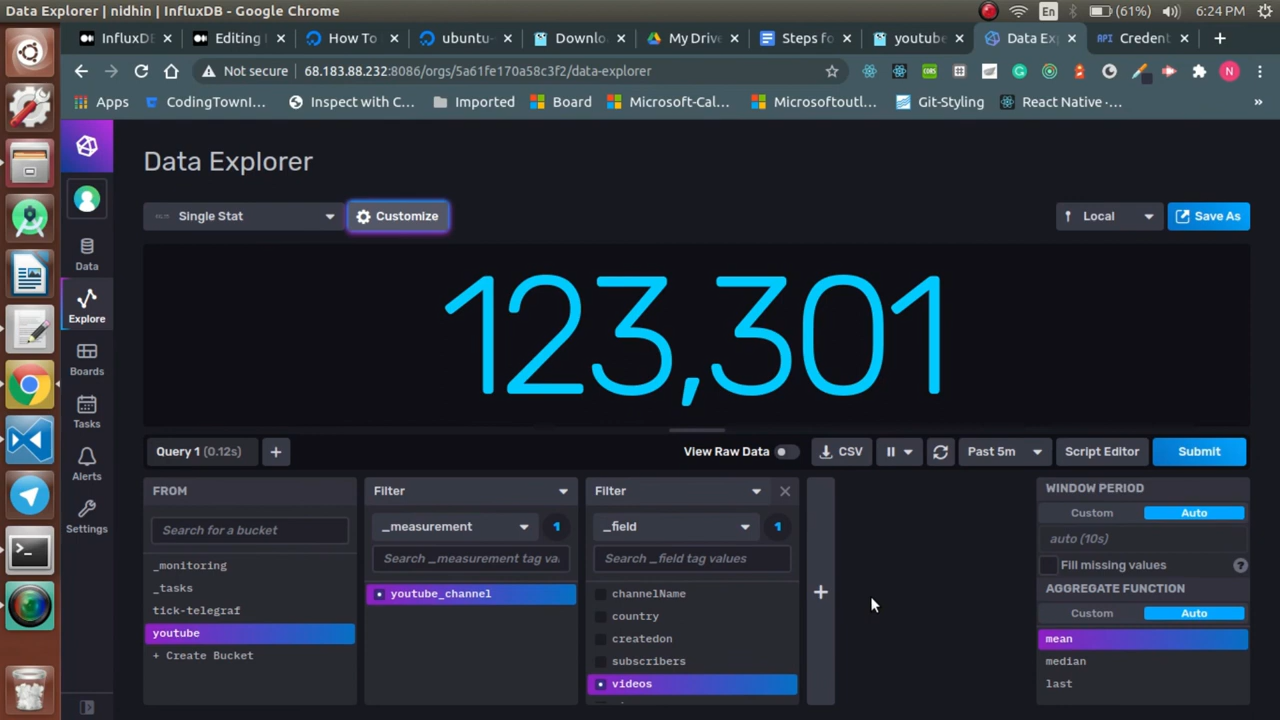 Data Explorer | nidhin | InfluxDB - Google Chrome
En
(61%)
6:24 PM
InfluxDB
Editing f
How To
ubuntu-
Downlo
My Drive
Steps fo
youtube
Data Exp
Credent
Not secure
68.183.88.232:8086/orgs/5a61fe170a58c3f2/data-explorer
N
Apps
CodingTownI...
Inspect with C...
Imported
Board
Microsoft-Cal...
Microsoftoutl...
Git-Styling
React Native ·...
»
Data Explorer
Single Stat
Customize
Local
Save As
Data
Explore
Boards
Tasks
Alerts
Settings
123,301
Query 1 (0.12s)
View Raw Data
CSV
Past 5m
Script Editor
Submit
FROM
Search for a bucket
_monitoring
_tasks
tick-telegraf
youtube
+ Create Bucket
Filter
_measurement
1
Search _measurement tag va
youtube_channel
Filter
_field
1
Search _field tag values
channelName
country
createdon
subscribers
videos
WINDOW PERIOD
Custom
Auto
auto (10s)
Fill missing values
?
AGGREGATE FUNCTION
Custom
Auto
mean
median
last